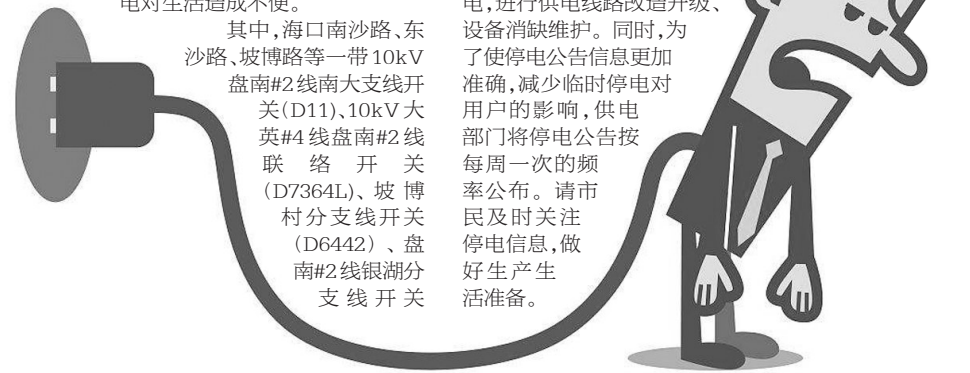 电对生活造成不便。
其中,海口南沙路、东
沙路、坡博路等一带10kV
盘南#2线南大支线开
关(D11)、10kV大
英#4线盘南#2线
联络开关
(D7364L)、坡博
村分支线开关
(D6442)、盘
南#2线银湖分
支线开关
电,进行供电线路改造升级、
设备消缺维护。同时,为
了使停电公告信息更加
准确,减少临时停电对
用户的影响,供电
部门将停电公告按
每周一次的频
率公布。请市
民及时关注
停电信息,做
好生产生
活准备。